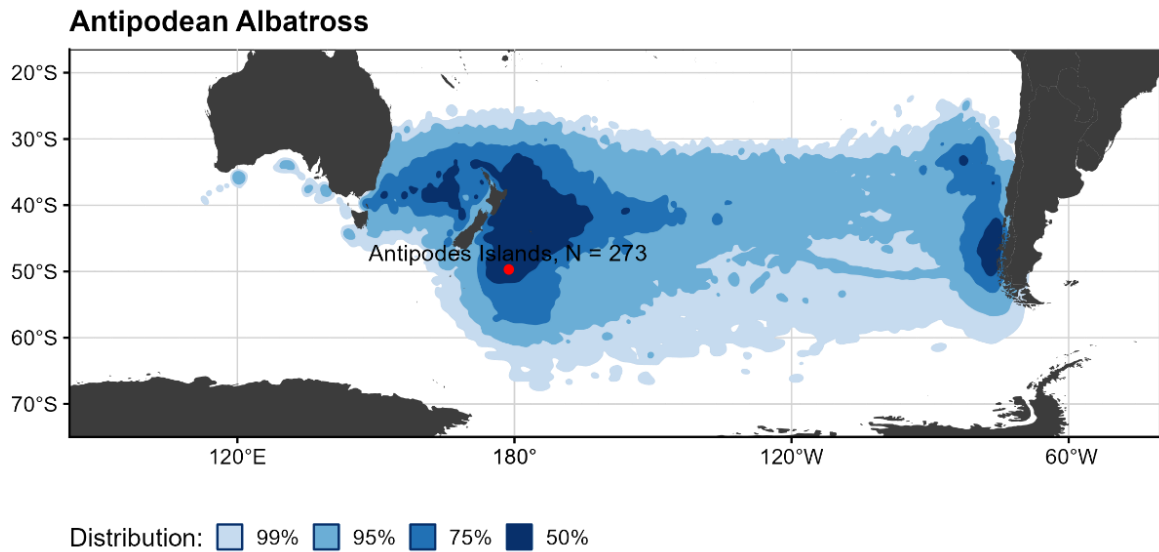 Antipodean Albatross
20°S
30°S
40°S
Antipodes Islands, N = 273
50°S
60°S
70°S
120°E 180° 120°W 60°W
Distribution: 99% 95% 75% 50%